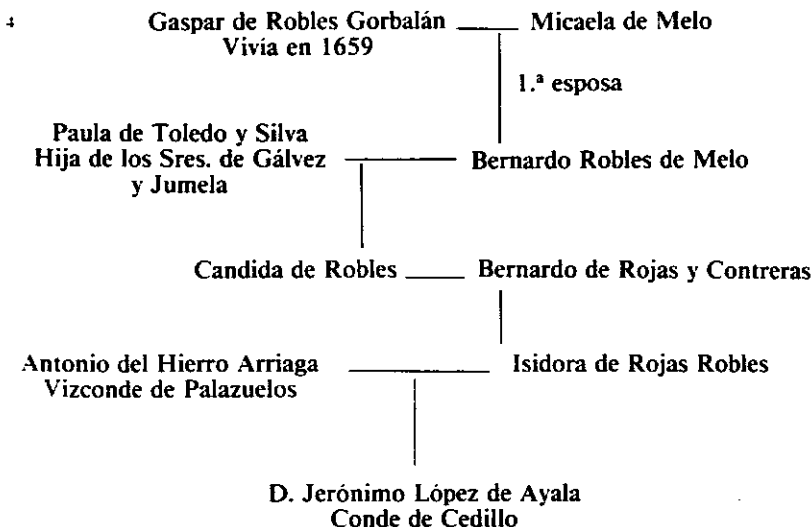 4
Gaspar de Robles Gorbalán Micaela de Melo
Vivía en 1659
1.ª esposa
Paula de Toledo y Silva
Hija de los Sres. de Gálvez
y Jumela
Bernardo Robles de Melo
Candida de Robles Bernardo de Rojas y Contreras
Antonio del Hierro Arriaga
Vizconde de Palazuelos
Isidora de Rojas Robles
D. Jerónimo López de Ayala
Conde de Cedillo